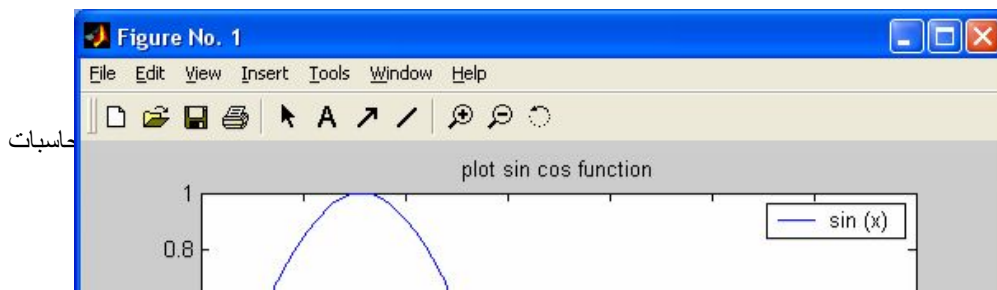 Figure No. 1
File Edit View Insert Tools Window Help
حاسبات
plot sin cos function
1
sin (x)
0.8